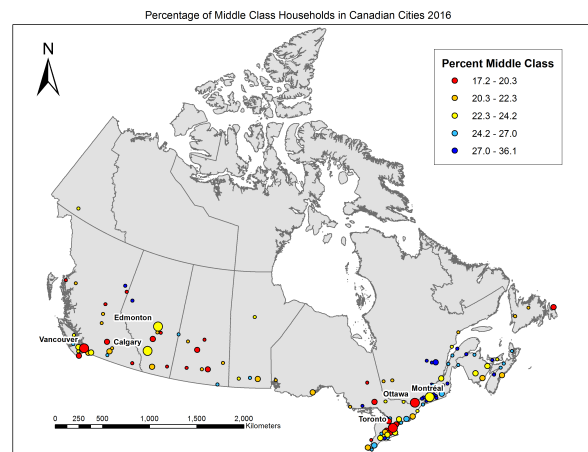 Percentage of Middle Class Households in Canadian Cities 2016
N
Percent Middle Class
17.2 - 20.3
20.3 - 22.3
22.3 - 24.2
24.2 - 27.0
27.0 - 36.1
Edmonton
Vancouver
Calgary
Montréal
Ottawa
Toronto
0 250 500 1,000 1,500 2,000
Kilometers